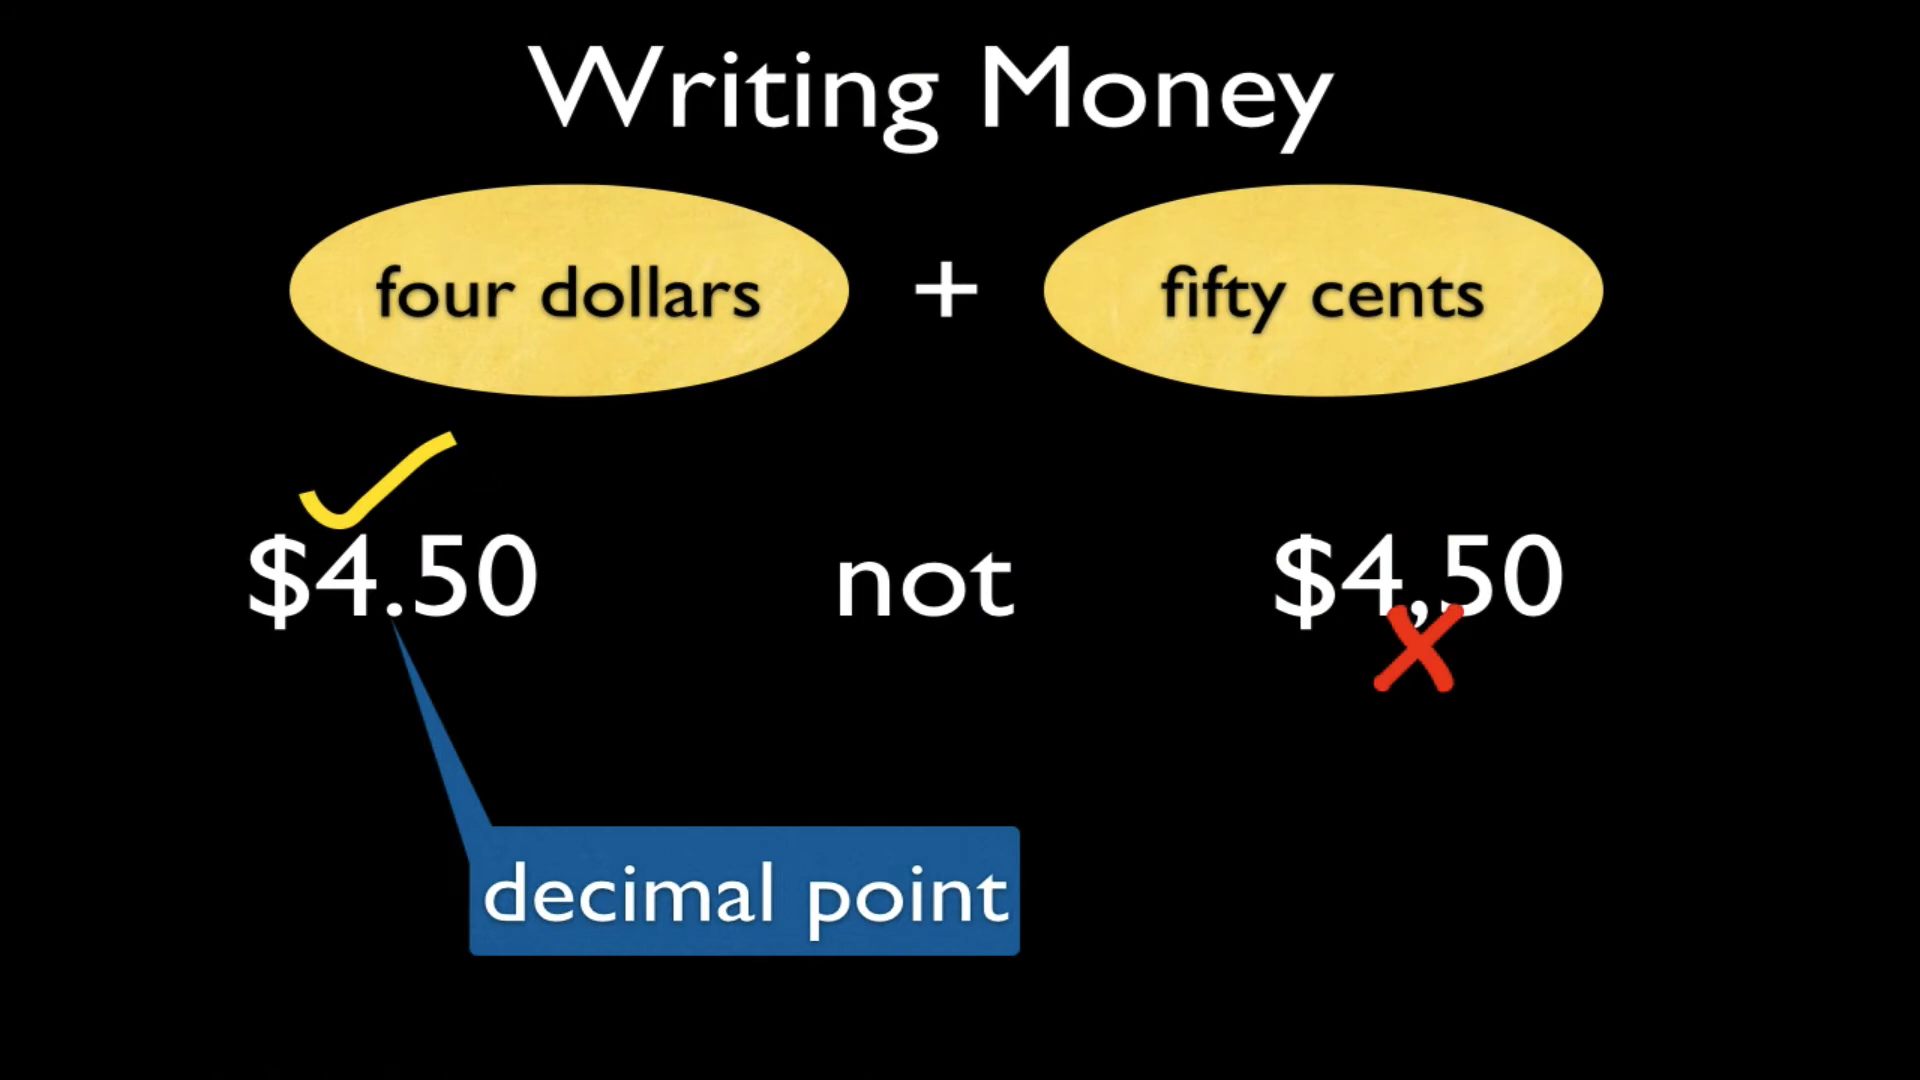 Writing Money
four dollars + fifty cents
$4.50 not $4,50
decimal point